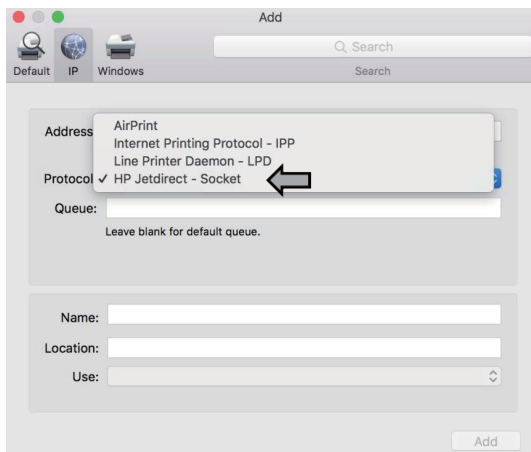 Add
Search
Default IP Windows Search
Address
AirPrint
Internet Printing Protocol - IPP
Line Printer Daemon - LPD
Protocol ✓ HP Jetdirect - Socket
Queue:
Leave blank for default queue.
Name:
Location:
Use:
Add